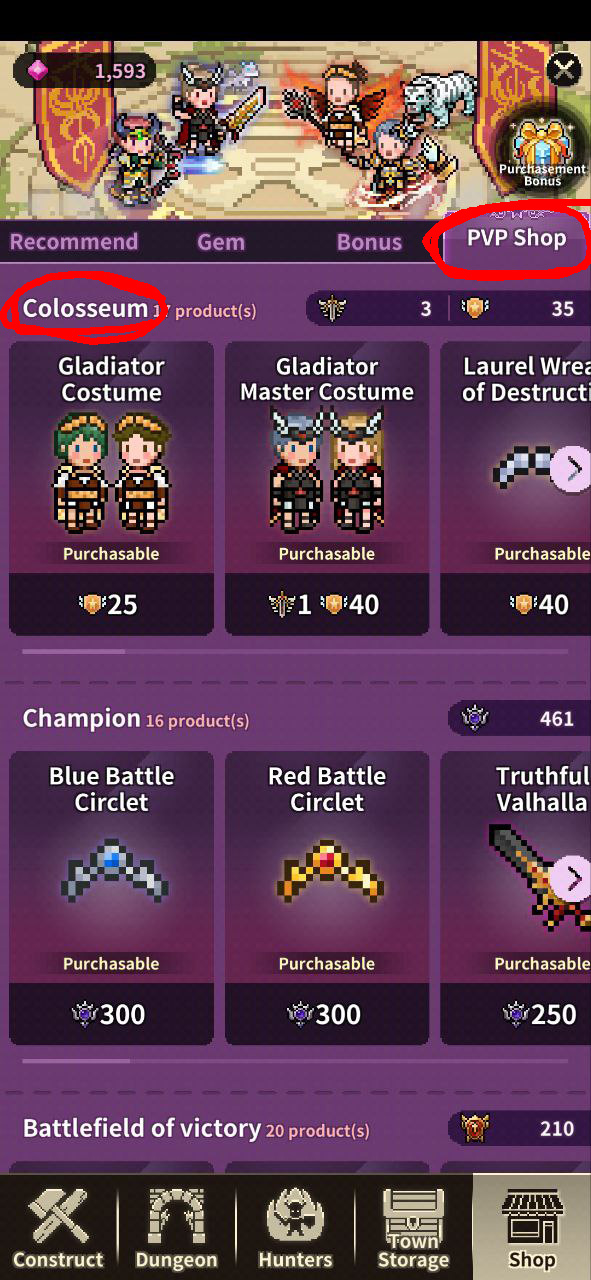 1,593
Purchasement
Bonus
Recommend Gem Bonus PVP Shop
Colosseum 17 product(s) 3 35
Gladiator
Costume
Purchasable
25
Gladiator
Master Costume
Purchasable
1 40
Laurel Wrea
of Destructi
Purchasable
40
Champion 16 product(s) 461
Blue Battle
Circlet
Purchasable
300
Red Battle
Circlet
Purchasable
300
Truthful
Valhalla
Purchasable
250
Battlefield of victory 20 product(s) 210
Construct
Dungeon
Hunters
Town
Storage
Shop